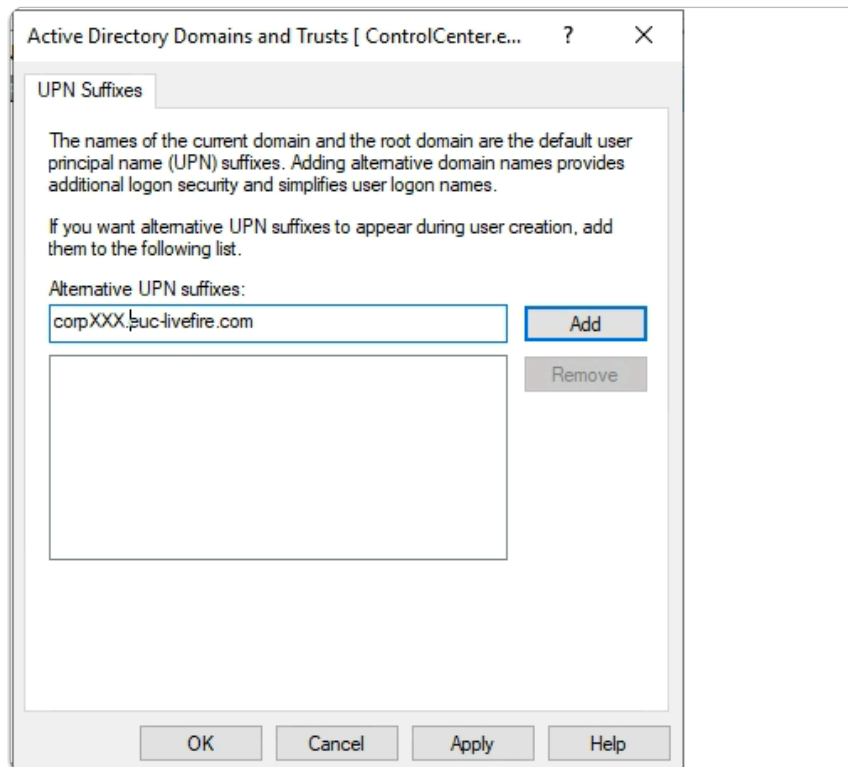 Active Directory Domains and Trusts [ ControlCenter.e...
?
UPN Suffixes
The names of the current domain and the root domain are the default user
principal name (UPN) suffixes. Adding alternative domain names provides
additional logon security and simplifies user logon names.
If you want alternative UPN suffixes to appear during user creation, add
them to the following list.
Alternative UPN suffixes:
corpXXX.euc-livefire.com
Add
Remove
OK
Cancel
Apply
Help